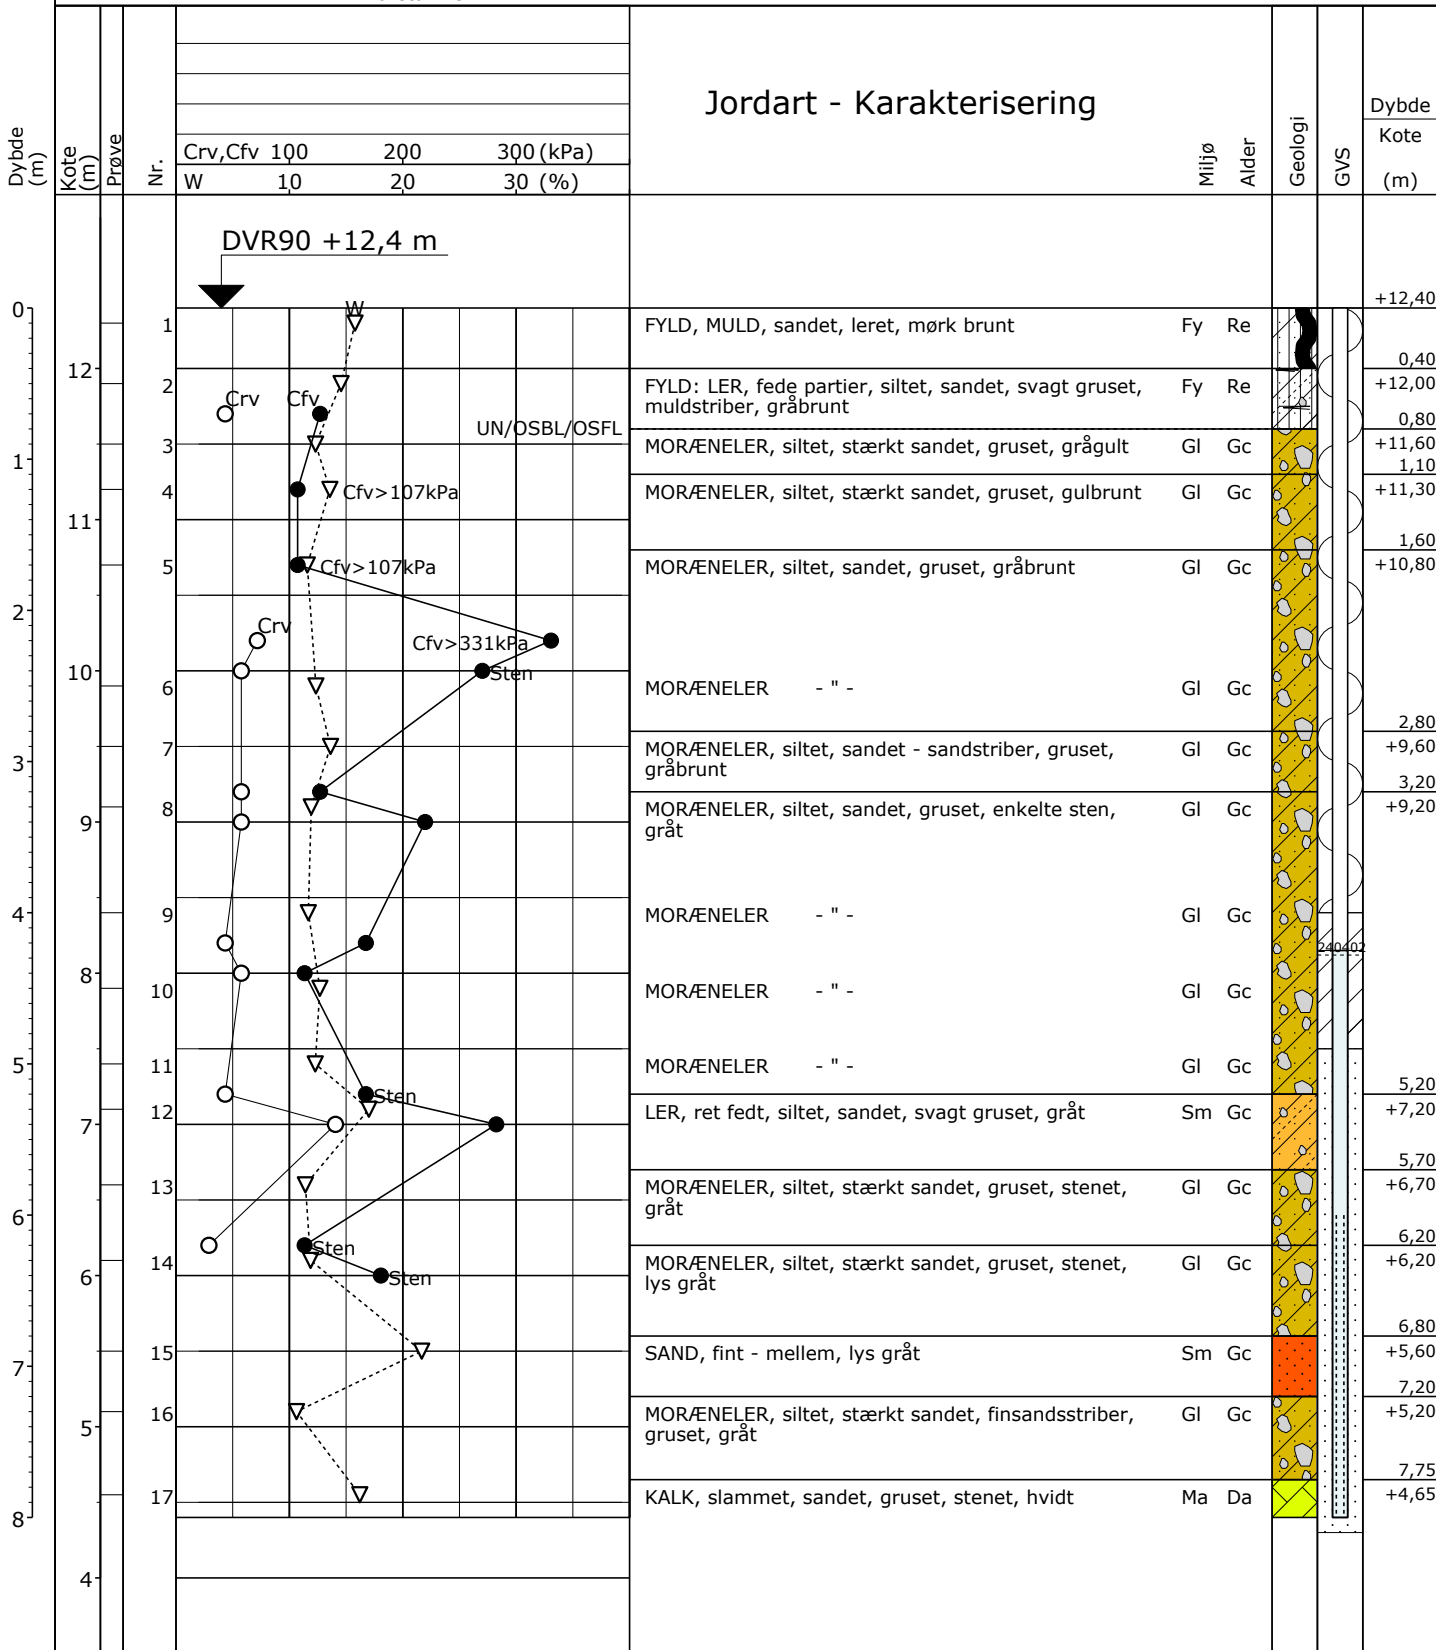 Jordart - Karakterisering
Dybde (m)
Kote (m)
Prøve
Nr.
Crv,Cfv 100 200 300 (kPa)
W 10 20 30 (%)
Miljø
Alder
Geologi
GVS
Dybde
Kote
(m)
DVR90 +12,4 m
0
+12,40
W
1 FYLD, MULD, sandet, leret, mørk brunt Fy Re
0,40
12
+12,00
2 FYLD: LER, fede partier, siltet, sandet, svagt gruset, Fy Re
muldstriber, gråbrunt
Crv Cfv
0,80
UN/OSBL/OSFL
+11,60
3 MORÆNELER, siltet, stærkt sandet, gruset, grågult Gl Gc
1
1,10
+11,30
4 Cfv>107kPa MORÆNELER, siltet, stærkt sandet, gruset, gulbrunt Gl Gc
11
1,60
+10,80
5 Cfv>107kPa MORÆNELER, siltet, sandet, gruset, gråbrunt Gl Gc
2
Crv
Cfv>331kPa
10
Sten
6 MORÆNELER - " - Gl Gc
2,80
+9,60
7 MORÆNELER, siltet, sandet - sandstriber, gruset, Gl Gc
gråbrunt
3
3,20
+9,20
8 MORÆNELER, siltet, sandet, gruset, enkelte sten, Gl Gc
gråt
9
9 MORÆNELER - " - Gl Gc
4
240402
8
10 MORÆNELER - " - Gl Gc
5
11 MORÆNELER - " - Gl Gc
5,20
Sten
+7,20
12 LER, ret fedt, siltet, sandet, svagt gruset, gråt Sm Gc
7
5,70
+6,70
13 MORÆNELER, siltet, stærkt sandet, gruset, stenet, Gl Gc
gråt
6
6,20
Sten
+6,20
14 MORÆNELER, siltet, stærkt sandet, gruset, stenet, Gl Gc
lys gråt
6
Sten
6,80
+5,60
15 SAND, fint - mellem, lys gråt Sm Gc
7
7,20
+5,20
16 MORÆNELER, siltet, stærkt sandet, finsandsstriber, Gl Gc
gruset, gråt
5
7,75
+4,65
17 KALK, slammet, sandet, gruset, stenet, hvidt Ma Da
8
4